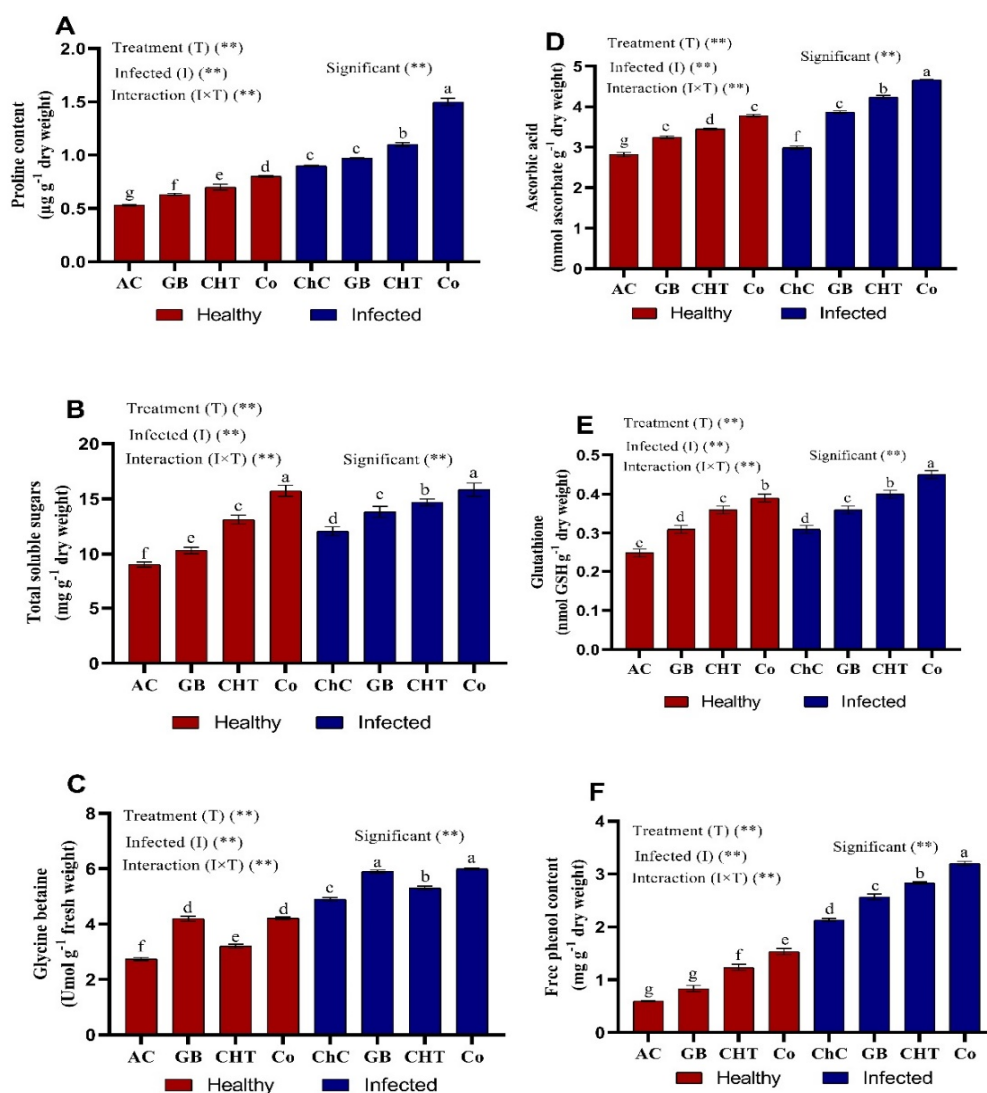 A
Treatment (T) (**)
Infected (I) (**)
Interaction (I×T) (**)
Significant (**)
Proline content
(µg g-1 dry weight)
2.0
1.5
1.0
0.5
0.0
g f e d c c b a
AC GB CHT Co ChC GB CHT Co
Healthy Infected
D
Treatment (T) (**)
Infected (I) (**)
Interaction (I×T) (**)
Significant (**)
Ascorbic acid
(mmol ascorbate g-1 dry weight)
6
4
2
0
g e d c f c b a
AC GB CHT Co ChC GB CHT Co
Healthy Infected
B
Treatment (T) (**)
Infected (I) (**)
Interaction (I×T) (**)
Significant (**)
Total soluble sugars
(mg g-1 dry weight)
20
15
10
5
0
f e c a d c b a
AC GB CHT Co ChC GB CHT Co
Healthy Infected
E
Treatment (T) (**)
Infected (I) (**)
Interaction (I×T) (**)
Significant (**)
Glutathione
(nmol GSH g-1 dry weight)
0.5
0.4
0.3
0.2
0.1
0.0
e d c b d c b a
AC GB CHT Co ChC GB CHT Co
Healthy Infected
C
Treatment (T) (**)
Infected (I) (**)
Interaction (I×T) (**)
Significant (**)
Glycine betaine
(Umol g-1 fresh weight)
8
6
4
2
0
f d e d c a b a
AC GB CHT Co ChC GB CHT Co
Healthy Infected
F
Treatment (T) (**)
Infected (I) (**)
Interaction (I×T) (**)
Significant (**)
Free phenol content
(mg g-1 dry weight)
4
3
2
1
0
g g f e d c b a
AC GB CHT Co ChC GB CHT Co
Healthy Infected